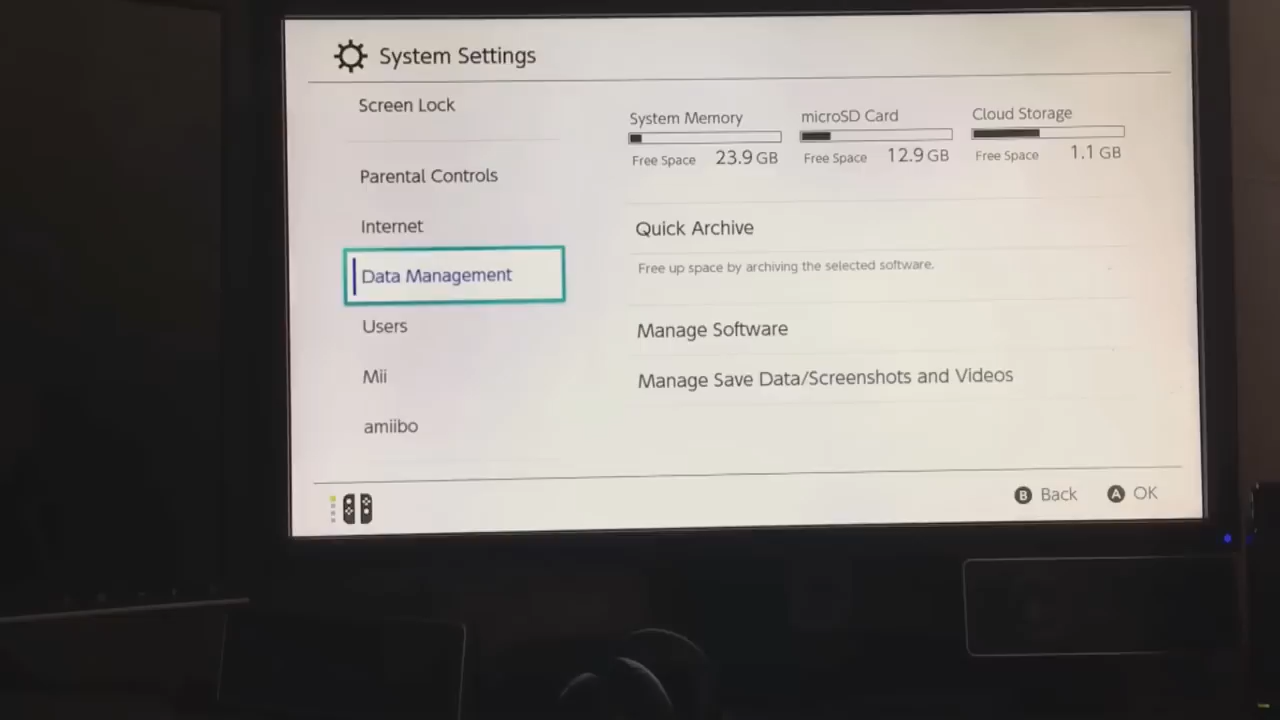 System Settings
Screen Lock
Parental Controls
Internet
Data Management
Users
Mii
amiibo
System Memory
Free Space 23.9 GB
microSD Card
Free Space 12.9 GB
Cloud Storage
Free Space 1.1 GB
Quick Archive
Free up space by archiving the selected software.
Manage Software
Manage Save Data/Screenshots and Videos
B Back A OK